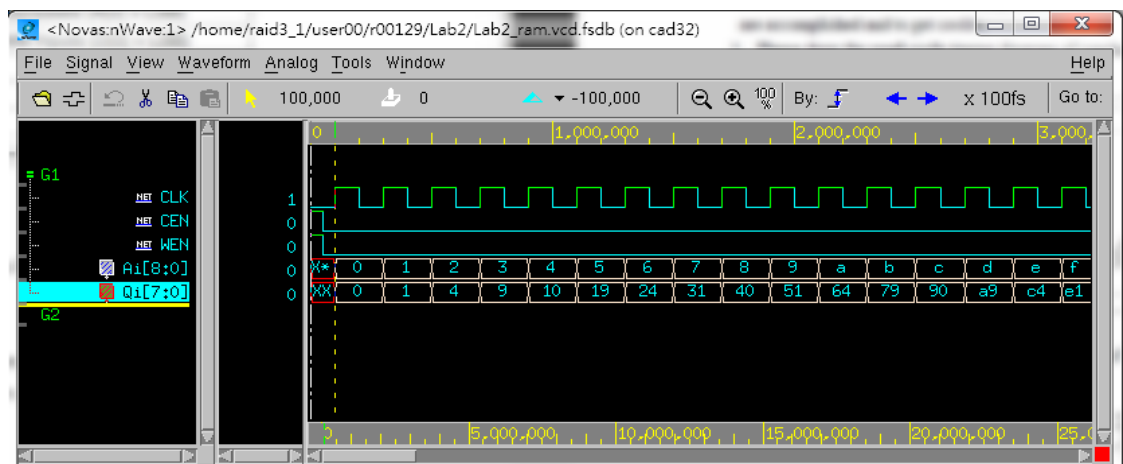 <Novas:nWave:1> /home/raid3_1/user00/r00129/Lab2/Lab2_ram.vcd.fsdb (on cad32)
File Signal View Waveform Analog Tools Window Help
100,000 0 -100,000 100% By: x 100fs Go to:
0 1,000,000 2,000,000 3,000,
G1
NET CLK 1
NET CEN 0
NET WEN 0
Ai[8:0] 0 X* 0 1 2 3 4 5 6 7 8 9 a b c d e f
Qi[7:0] 0 XX 0 1 4 9 10 19 24 31 40 51 64 79 90 a9 c4 e1
G2
5,000,000 10,000,000 15,000,000 20,000,000 25,